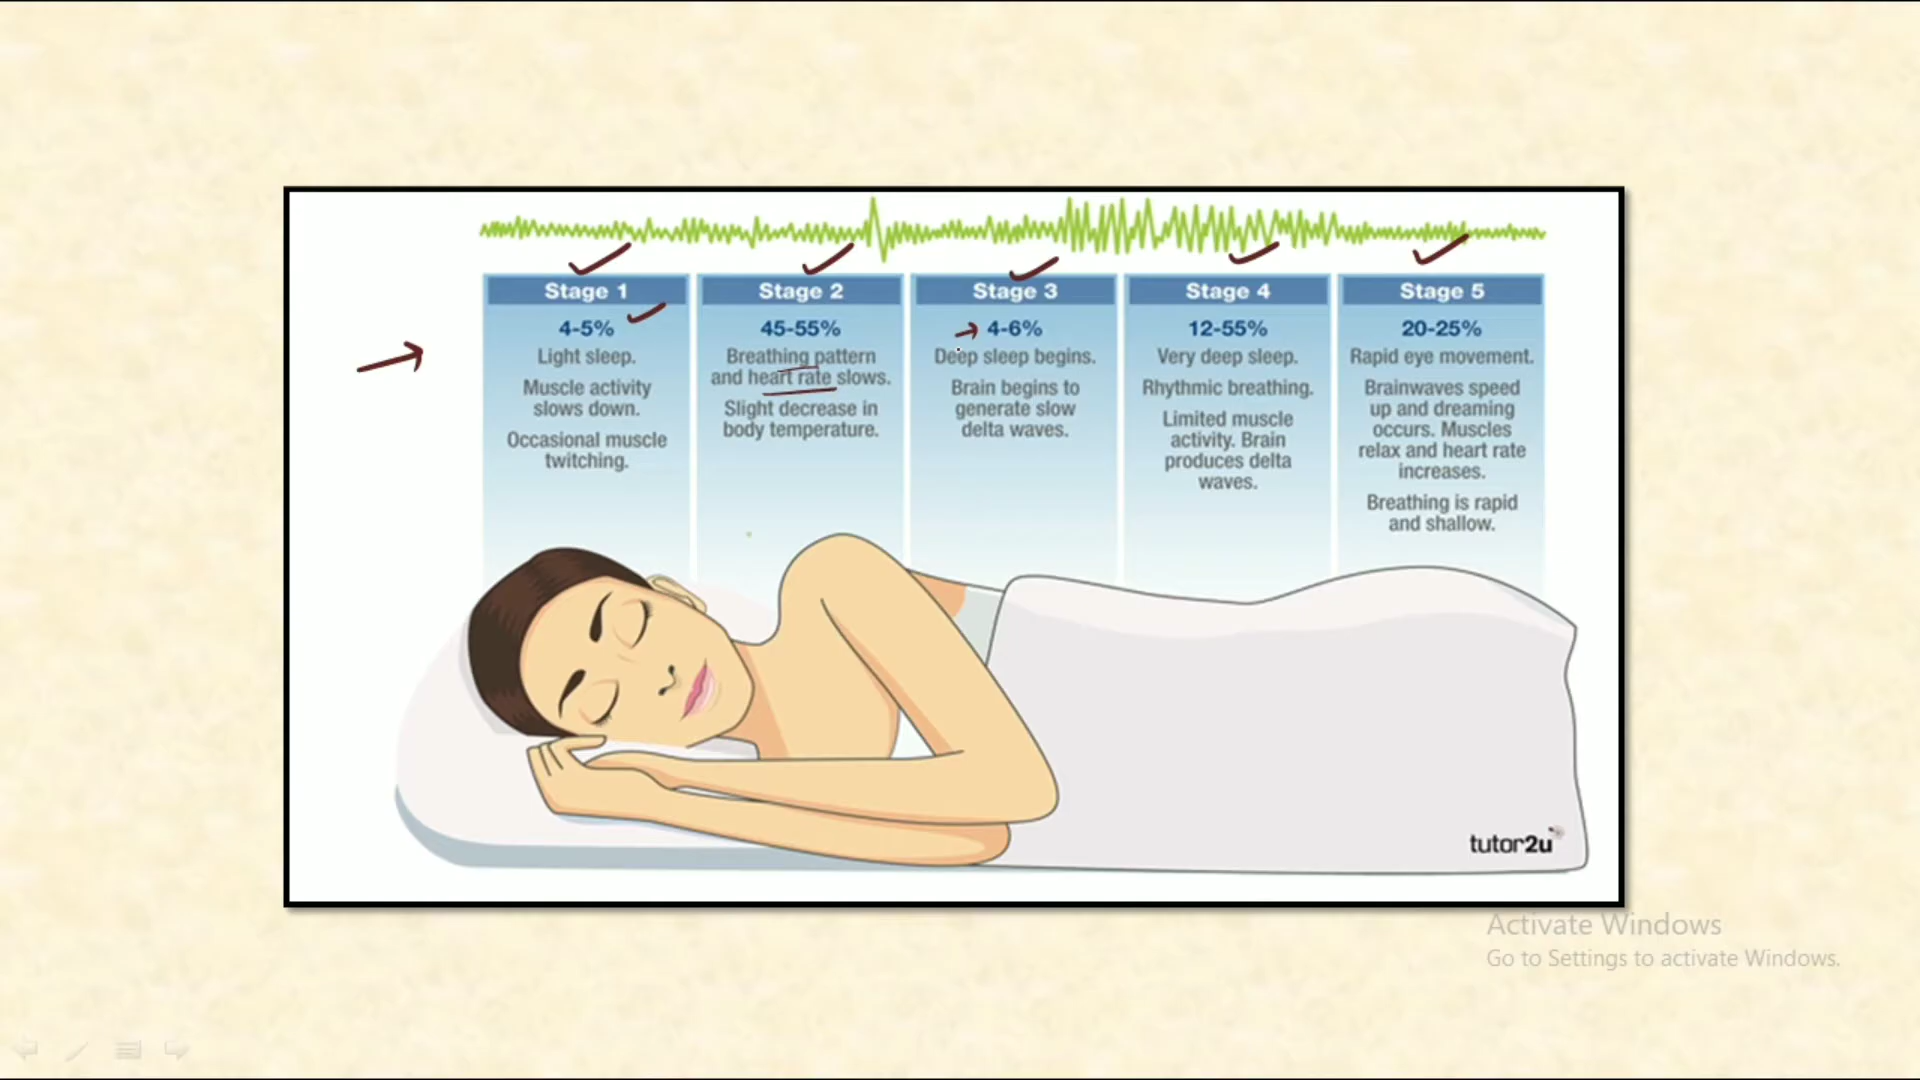 Stage 1
4-5%
Light sleep.
Muscle activity
slows down.
Occasional muscle
twitching.
Stage 2
45-55%
Breathing pattern
and heart rate slows.
Slight decrease in
body temperature.
Stage 3
4-6%
Deep sleep begins.
Brain begins to
generate slow
delta waves.
Stage 4
12-55%
Very deep sleep.
Rhythmic breathing.
Limited muscle
activity. Brain
produces delta
waves.
Stage 5
20-25%
Rapid eye movement.
Brainwaves speed
up and dreaming
occurs. Muscles
relax and heart rate
increases.
Breathing is rapid
and shallow.
tutor2u
Activate Windows
Go to Settings to activate Windows.